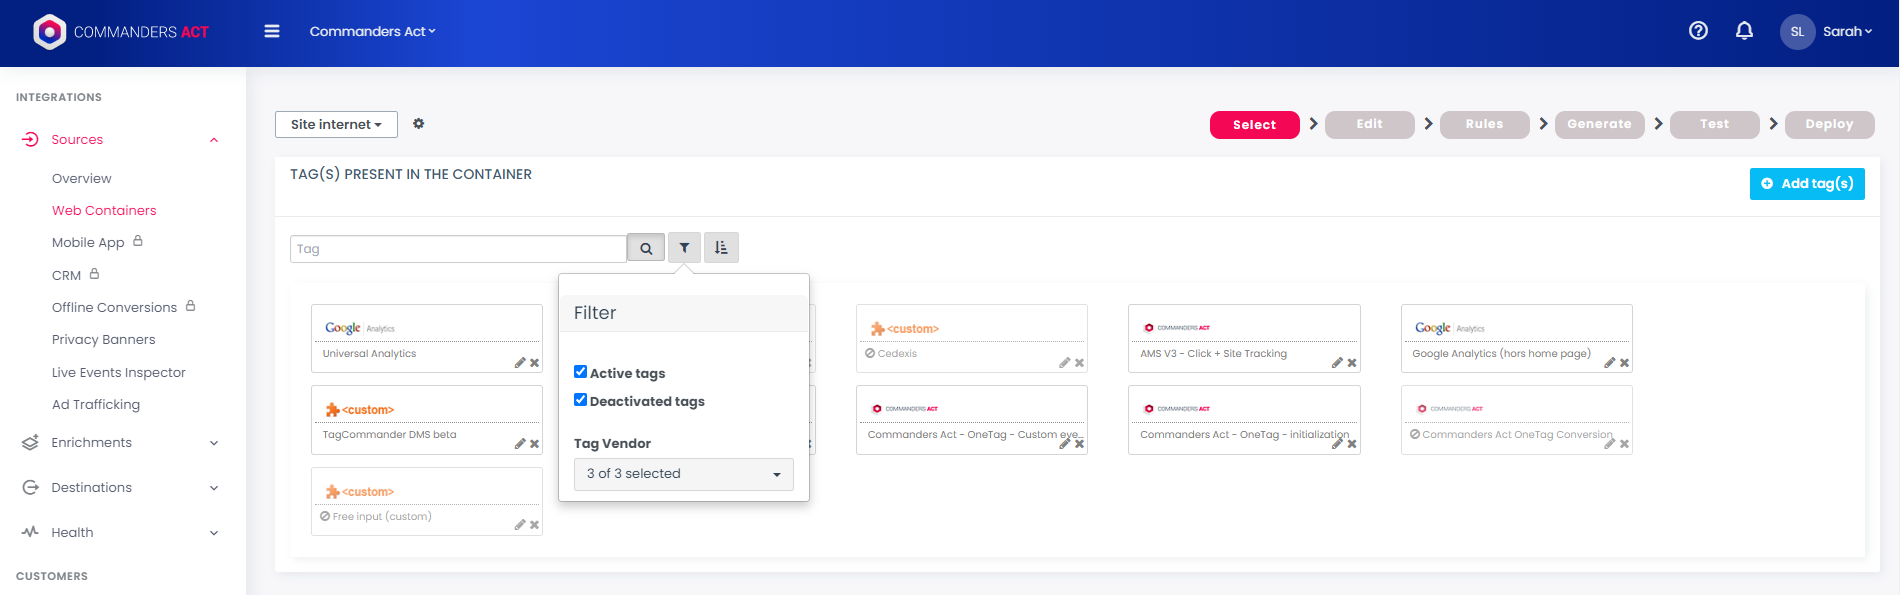 COMMANDERS ACT
Commanders Act
SL
Sarah
INTEGRATIONS
Sources
Overview
Web Containers
Mobile App
CRM
Offline Conversions
Privacy Banners
Live Events Inspector
Ad Trafficking
Enrichments
Destinations
Health
CUSTOMERS
Site internet
Select
Edit
Rules
Generate
Test
Deploy
TAG(S) PRESENT IN THE CONTAINER
Add tag(s)
Tag
Filter
Active tags
Deactivated tags
Tag Vendor
3 of 3 selected
Google Analytics
Universal Analytics
<custom>
Cedexis
COMMANDERS ACT
AMS V3 - Click + Site Tracking
Google Analytics
Google Analytics (hors home page)
<custom>
TagCommander DMS beta
COMMANDERS ACT
Commanders Act - OneTag - Custom eve...
COMMANDERS ACT
Commanders Act - OneTag - initialization
COMMANDERS ACT
Commanders Act OneTag Conversion
<custom>
Free input (custom)